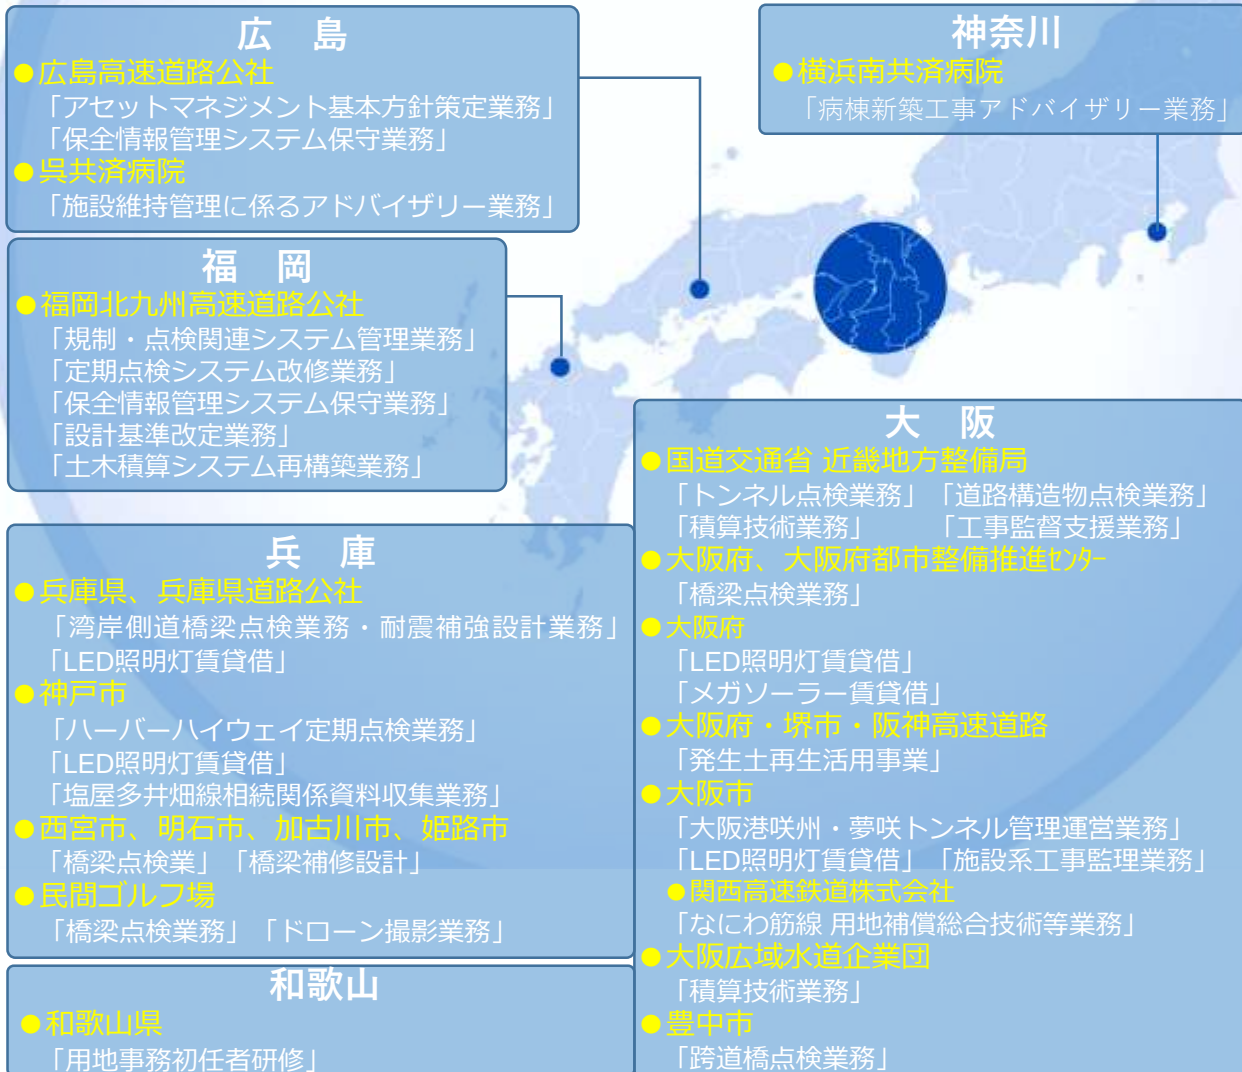 広 島
●広島高速道路公社
「アセットマネジメント基本方針策定業務」
「保全情報管理システム保守業務」
●呉共済病院
「施設維持管理に係るアドバイザリー業務」
神奈川
●横浜南共済病院
「病棟新築工事アドバイザリー業務」
福 岡
●福岡北九州高速道路公社
「規制・点検関連システム管理業務」
「定期点検システム改修業務」
「保全情報管理システム保守業務」
「設計基準改定業務」
「土木積算システム再構築業務」
兵 庫
●兵庫県、兵庫県道路公社
「湾岸側道橋梁点検業務・耐震補強設計業務」
「LED照明灯賃貸借」
●神戸市
「ハーバーハイウェイ定期点検業務」
「LED照明灯賃貸借」
「塩屋多井畑線相続関係資料収集業務」
●西宮市、明石市、加古川市、姫路市
「橋梁点検業」「橋梁補修設計」
●民間ゴルフ場
「橋梁点検業務」「ドローン撮影業務」
和歌山
●和歌山県
「用地事務初任者研修」
大 阪
●国道交通省 近畿地方整備局
「トンネル点検業務」「道路構造物点検業務」
「積算技術業務」 「工事監督支援業務」
●大阪府、大阪府都市整備推進ｾﾝﾀｰ
「橋梁点検業務」
●大阪府
「LED照明灯賃貸借」
「メガソーラー賃貸借」
●大阪府・堺市・阪神高速道路
「発生土再生活用事業」
●大阪市
「大阪港咲州・夢咲トンネル管理運営業務」
「LED照明灯賃貸借」「施設系工事監理業務」
●関西高速鉄道株式会社
「なにわ筋線 用地補償総合技術等業務」
●大阪広域水道企業団
「積算技術業務」
●豊中市
「跨道橋点検業務」